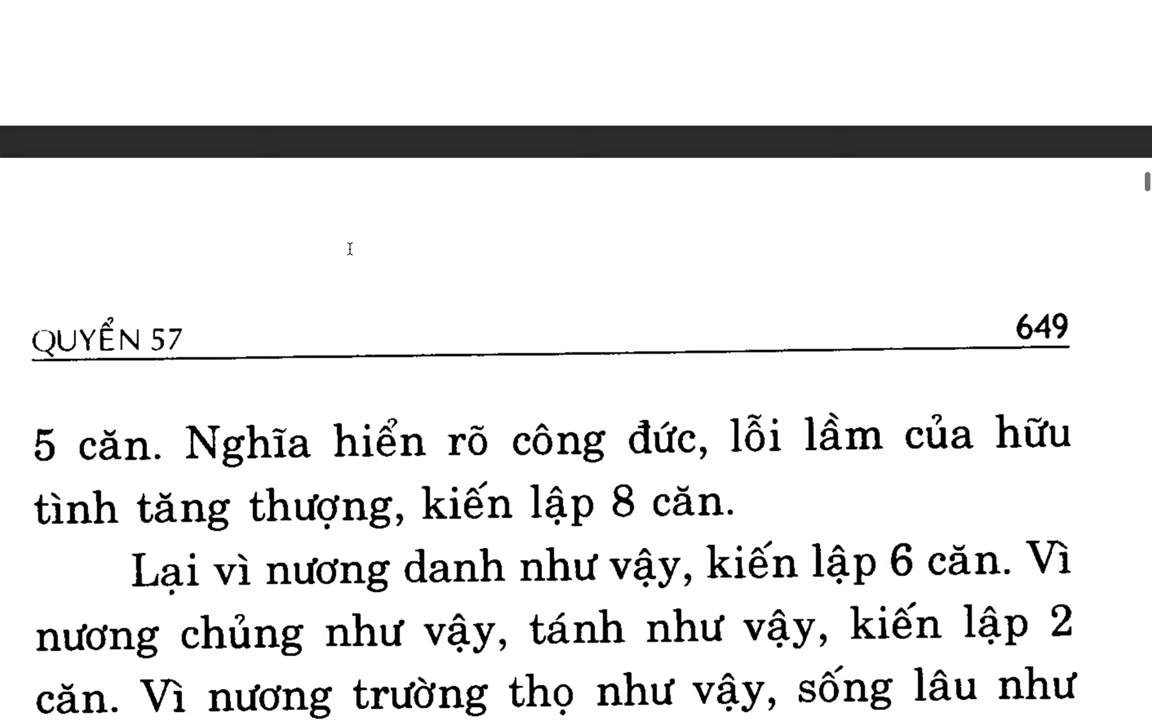 QUYỂN 57
649
5 căn. Nghĩa hiển rõ công đức, lỗi lầm của hữu
tình tăng thượng, kiến lập 8 căn.
Lại vì nương danh như vậy, kiến lập 6 căn. Vì
nương chủng như vậy, tánh như vậy, kiến lập 2
căn. Vì nương trường thọ như vậy, sống lâu như